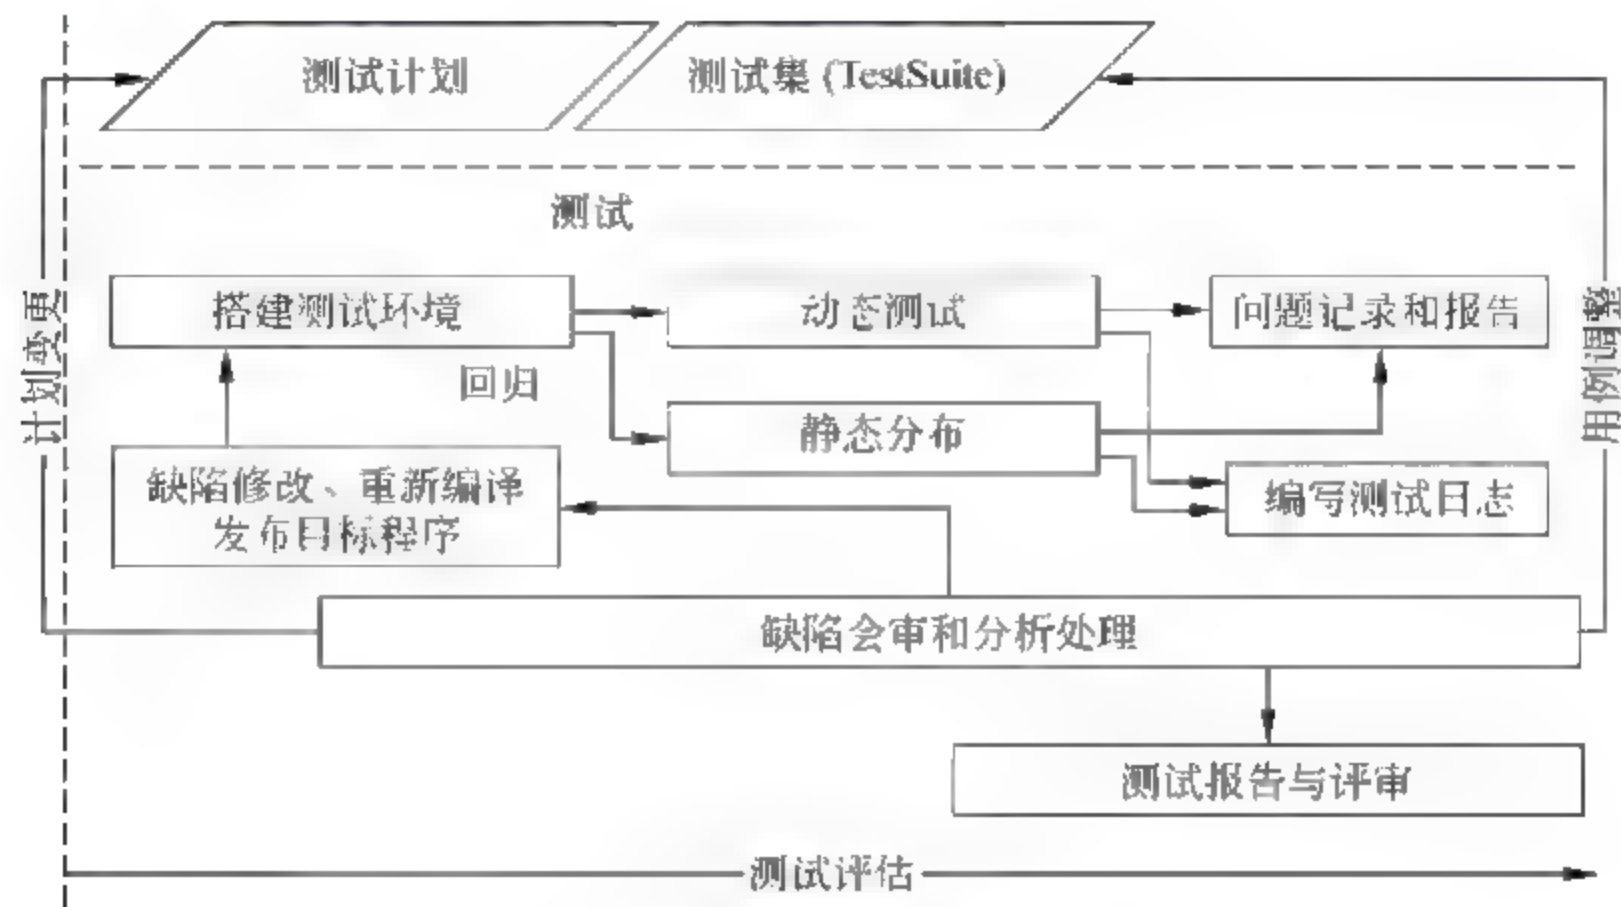 测试计划
测试集 (TestSuite)
测试
搭建测试环境
动态测试
问题记录和报告
计划变更
用例调整
回归
静态分布
缺陷修改、重新编译
发布目标程序
编写测试日志
缺陷会审和分析处理
测试报告与评审
测试评估